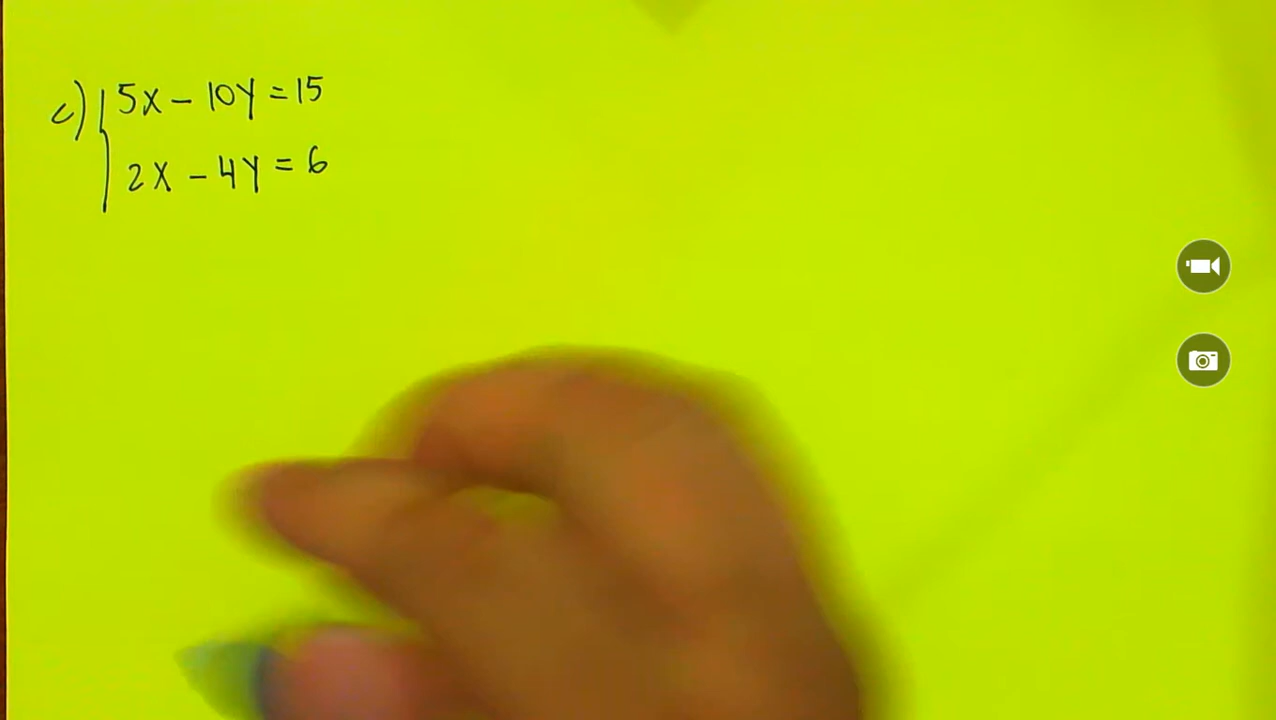 c) { 5x - 10y = 15
2x - 4y = 6